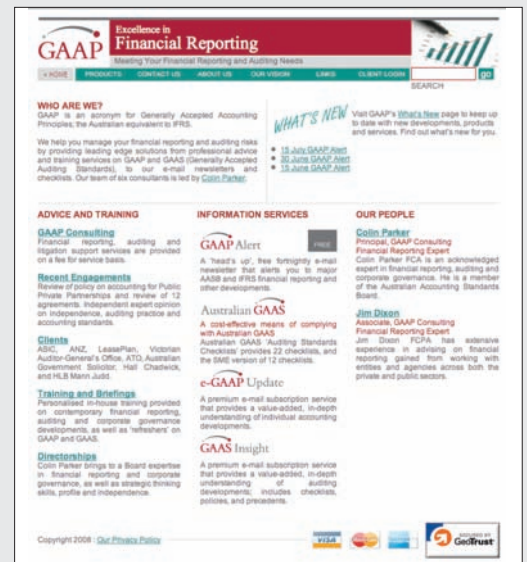 Excellence in
GAAP
Financial Reporting
Meeting Your Financial Reporting and Auditing Needs
» HOME PRODUCTS CONTACT US ABOUT US OUR VISION LINKS CLIENT LOGIN go
SEARCH
WHO ARE WE?
GAAP is an acronym for Generally Accepted Accounting
Principles; the Australian equivalent to IFRS.
We help you manage your financial reporting and auditing risks
by providing leading edge solutions from professional advice
and training services on GAAP and GAAS (Generally Accepted
Auditing Standards), to our e-mail newsletters and
checklists. Our team of six consultants is led by Colin Parker.
WHAT'S NEW
Visit GAAP's What's New page to keep up
to date with new developments, products
and services. Find out what's new for you.
15 July GAAP Alert
30 June GAAP Alert
15 June GAAP Alert
ADVICE AND TRAINING
GAAP Consulting
Financial reporting, auditing and
litigation support services are provided
on a fee for service basis.
Recent Engagements
Review of policy on accounting for Public
Private Partnerships and review of 12
agreements. Independent expert opinion
on independence, auditing practice and
accounting standards.
Clients
ASIC, ANZ, LeasePlan, Victorian
Auditor-General's Office, ATO, Australian
Government Solicitor, Hall Chadwick,
and HLB Mann Judd.
Training and Briefings
Personalised in-house training provided
on contemporary financial reporting,
auditing and corporate governance
developments, as well as 'refreshers' on
GAAP and GAAS.
Directorships
Colin Parker brings to a Board expertise
in financial reporting and corporate
governance, as well as strategic thinking
skills, profile and independence.
INFORMATION SERVICES
GAAP Alert FREE
A 'head's up', free fortnightly e-mail
newsletter that alerts you to major
AASB and IFRS financial reporting and
other developments.
Australian GAAS
A cost-effective means of complying
with Australian GAAS
Australian GAAS 'Auditing Standards
Checklists' provides 22 checklists, and
the SME version of 12 checklists.
e-GAAP Update
A premium e-mail subscription service
that provides a value-added, in-depth
understanding of individual accounting
developments.
GAAS Insight
A premium e-mail subscription service
that provides a value-added, in-depth
understanding of auditing
developments; includes checklists,
policies, and precedents.
OUR PEOPLE
Colin Parker
Principal, GAAP Consulting
Financial Reporting Expert
Colin Parker FCA is an acknowledged
expert in financial reporting, auditing and
corporate governance. He is a member
of the Australian Accounting Standards
Board.
Jim Dixon
Associate, GAAP Consulting
Financial Reporting Expert
Jim Dixon FCPA has extensive
experience in advising on financial
reporting gained from working with
entities and agencies across both the
private and public sectors.
Copyright 2008 : Our Privacy Policy
VISA
SECURED BY
GeoTrust